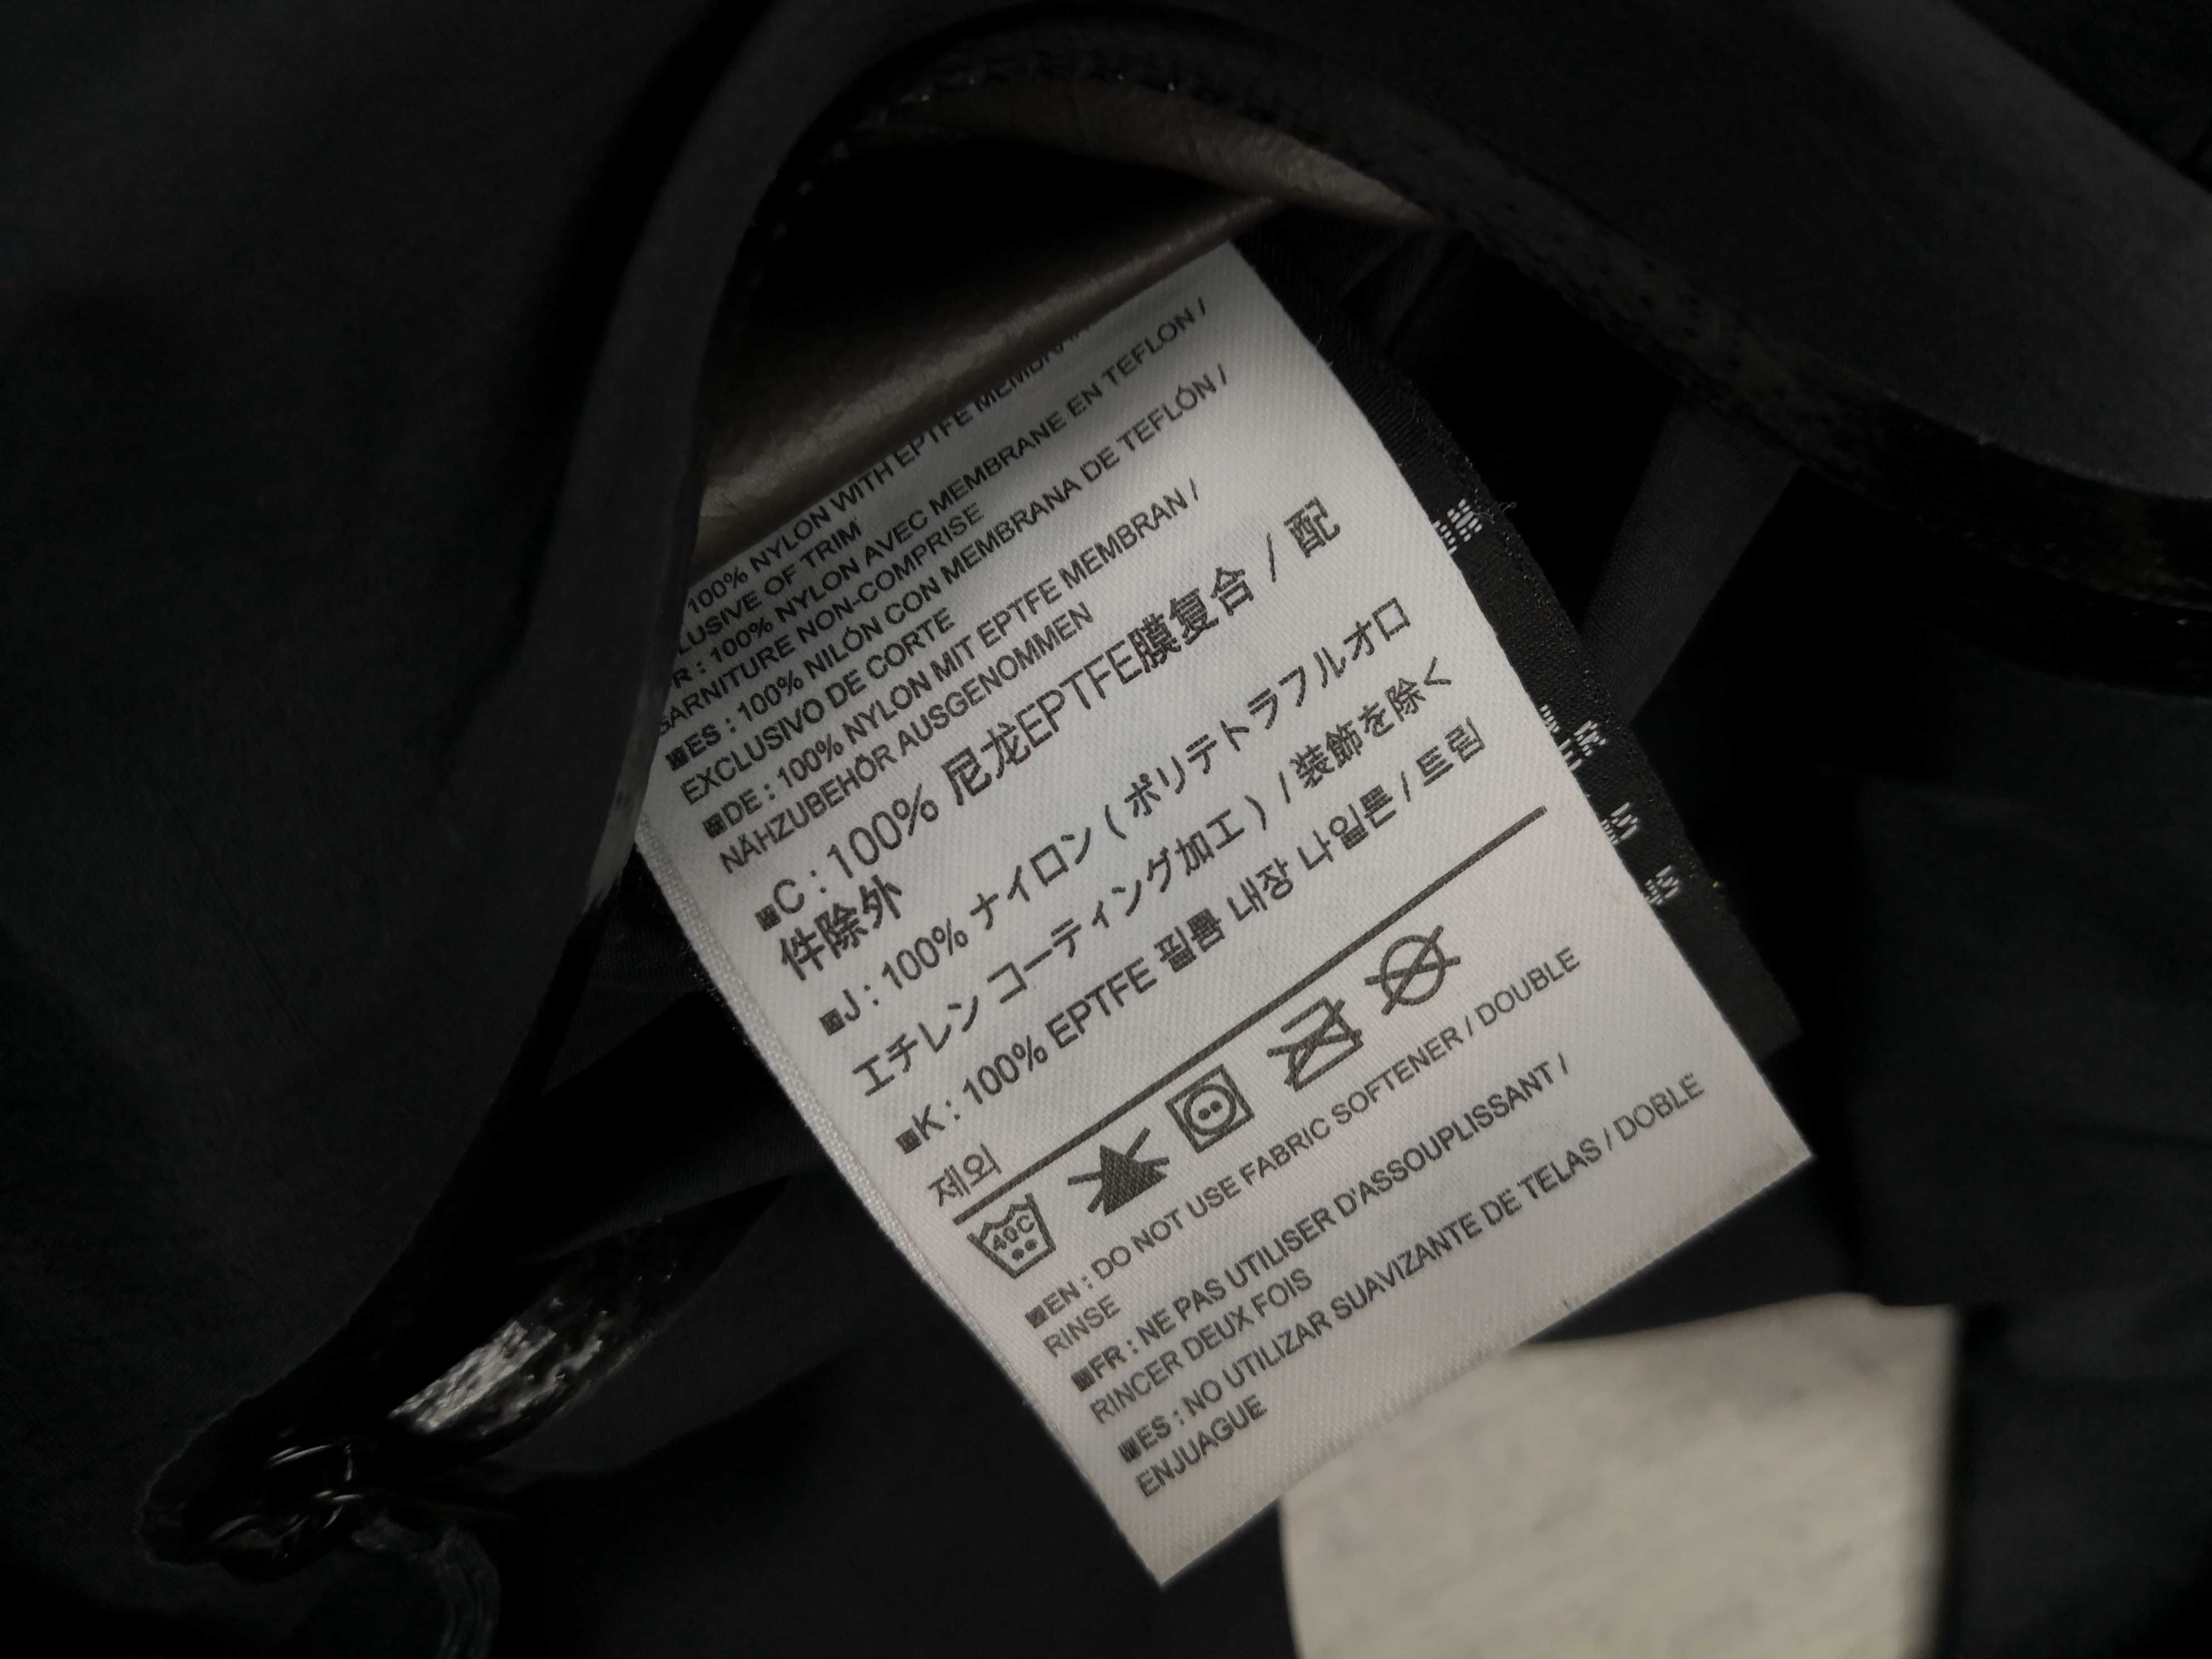 100% NYLON WITH EPTFE
OF TRIM
: 100% NYLON AVEC MEMBRANE EN TEFLON /
NON-COMPRISE
■ES : 100% NILÓN CON MEMBRANA DE TEFLÓN /
EXCLUSIVO DE CORTE
■DE : 100% NYLON MIT EPTFE MEMBRAN /
NÄHZUBEHÖR AUSGENOMMEN
■C : 100% 尼龙EPTFE膜复合 / 配
件除外
■J : 100% ナイロン ( ポリテトラフルオロ
エチレン コーティング加工 ) / 装飾を除く
■K : 100% EPTFE 필름 내장 나일론 / 트림
제외
40C
■EN : DO NOT USE FABRIC SOFTENER / DOUBLE
RINSE
■FR : NE PAS UTILISER D'ASSOUPLISSANT /
RINCER DEUX FOIS
■ES : NO UTILIZAR SUAVIZANTE DE TELAS / DOBLE
ENJUAGUE